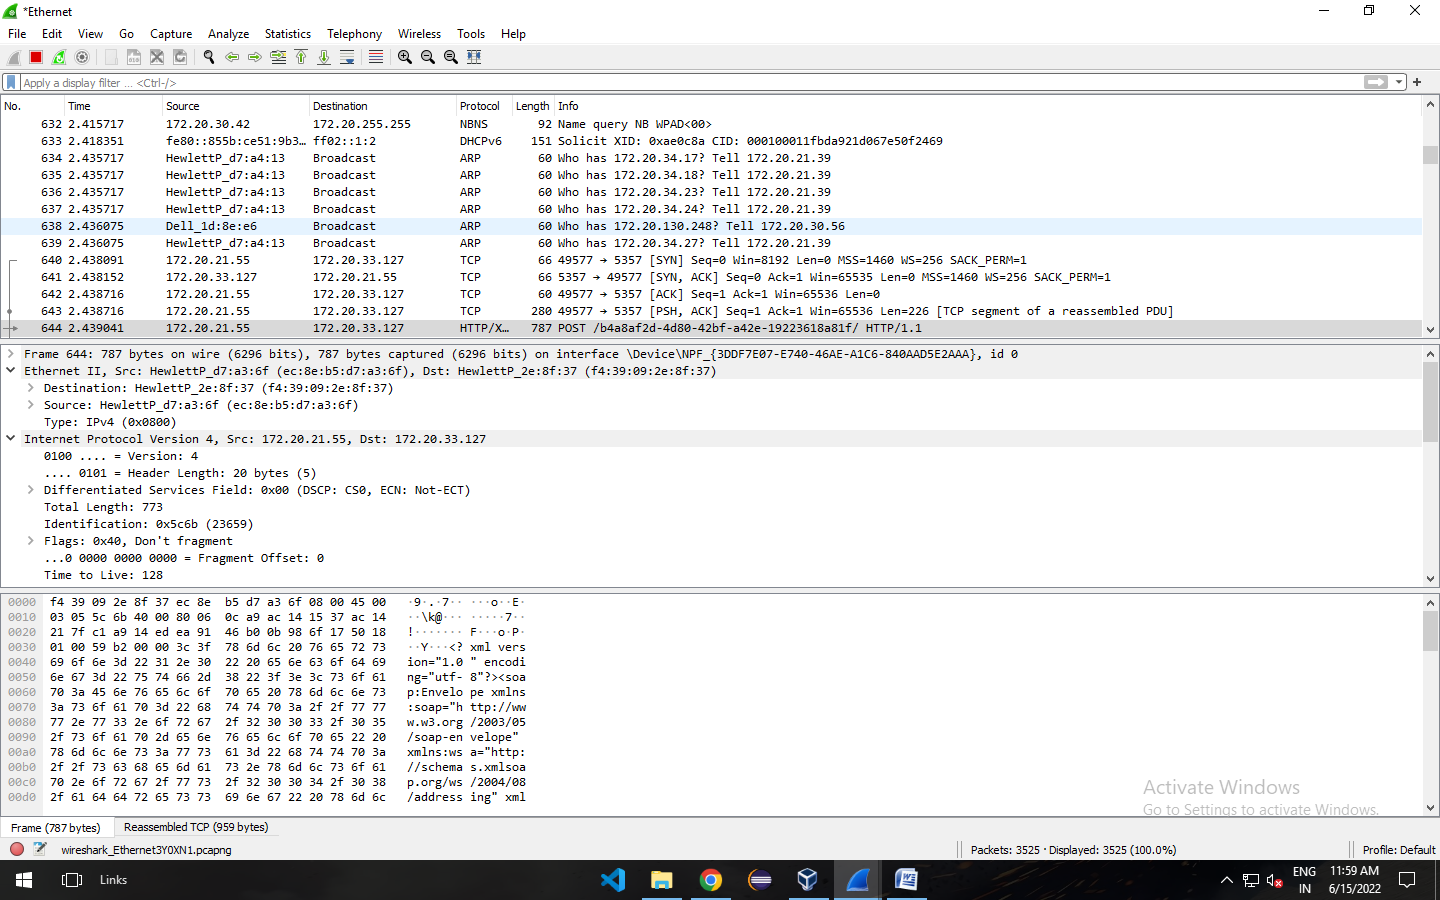 *Ethernet
File Edit View Go Capture Analyze Statistics Telephony Wireless Tools Help
Apply a display filter ... <Ctrl-/>
No. Time Source Destination Protocol Length Info
632 2.415717 172.20.30.42 172.20.255.255 NBNS 92 Name query NB WPAD<00>
633 2.418351 fe80::855b:ce51:9b3… ff02::1:2 DHCPv6 151 Solicit XID: 0xae0c8a CID: 000100011fbda921d067e50f2469
634 2.435717 HewlettP_d7:a4:13 Broadcast ARP 60 Who has 172.20.34.17? Tell 172.20.21.39
635 2.435717 HewlettP_d7:a4:13 Broadcast ARP 60 Who has 172.20.34.18? Tell 172.20.21.39
636 2.435717 HewlettP_d7:a4:13 Broadcast ARP 60 Who has 172.20.34.23? Tell 172.20.21.39
637 2.435717 HewlettP_d7:a4:13 Broadcast ARP 60 Who has 172.20.34.24? Tell 172.20.21.39
638 2.436075 Dell_1d:8e:e6 Broadcast ARP 60 Who has 172.20.130.248? Tell 172.20.30.56
639 2.436075 HewlettP_d7:a4:13 Broadcast ARP 60 Who has 172.20.34.27? Tell 172.20.21.39
640 2.438091 172.20.21.55 172.20.33.127 TCP 66 49577 → 5357 [SYN] Seq=0 Win=8192 Len=0 MSS=1460 WS=256 SACK_PERM=1
641 2.438152 172.20.33.127 172.20.21.55 TCP 66 5357 → 49577 [SYN, ACK] Seq=0 Ack=1 Win=65535 Len=0 MSS=1460 WS=256 SACK_PERM=1
642 2.438716 172.20.21.55 172.20.33.127 TCP 60 49577 → 5357 [ACK] Seq=1 Ack=1 Win=65536 Len=0
643 2.438716 172.20.21.55 172.20.33.127 TCP 280 49577 → 5357 [PSH, ACK] Seq=1 Ack=1 Win=65536 Len=226 [TCP segment of a reassembled PDU]
644 2.439041 172.20.21.55 172.20.33.127 HTTP/X… 787 POST /b4a8af2d-4d80-42bf-a42e-19223618a81f/ HTTP/1.1
Frame 644: 787 bytes on wire (6296 bits), 787 bytes captured (6296 bits) on interface \Device\NPF_{3DDF7E07-E740-46AE-A1C6-840AAD5E2AAA}, id 0
Ethernet II, Src: HewlettP_d7:a3:6f (ec:8e:b5:d7:a3:6f), Dst: HewlettP_2e:8f:37 (f4:39:09:2e:8f:37)
Destination: HewlettP_2e:8f:37 (f4:39:09:2e:8f:37)
Source: HewlettP_d7:a3:6f (ec:8e:b5:d7:a3:6f)
Type: IPv4 (0x0800)
Internet Protocol Version 4, Src: 172.20.21.55, Dst: 172.20.33.127
0100 .... = Version: 4
.... 0101 = Header Length: 20 bytes (5)
Differentiated Services Field: 0x00 (DSCP: CS0, ECN: Not-ECT)
Total Length: 773
Identification: 0x5c6b (23659)
Flags: 0x40, Don't fragment
...0 0000 0000 0000 = Fragment Offset: 0
Time to Live: 128
0000 f4 39 09 2e 8f 37 ec 8e b5 d7 a3 6f 08 00 45 00 ·9·.·7·· ···o··E·
0010 03 05 5c 6b 40 00 80 06 0c a9 ac 14 15 37 ac 14 ··\k@··· ·····7··
0020 21 7f c1 a9 14 ed ea 91 46 b0 0b 98 6f 17 50 18 !······· F···o·P·
0030 01 00 59 b2 00 00 3c 3f 78 6d 6c 20 76 65 72 73 ··Y···<? xml vers
0040 69 6f 6e 3d 22 31 2e 30 22 20 65 6e 63 6f 64 69 ion="1.0 " encodi
0050 6e 67 3d 22 75 74 66 2d 38 22 3f 3e 3c 73 6f 61 ng="utf- 8"?><soa
0060 70 3a 45 6e 76 65 6c 6f 70 65 20 78 6d 6c 6e 73 p:Envelo pe xmlns
0070 3a 73 6f 61 70 3d 22 68 74 74 70 3a 2f 2f 77 77 :soap="h ttp://ww
0080 77 2e 77 33 2e 6f 72 67 2f 32 30 30 33 2f 30 35 w.w3.org /2003/05
0090 2f 73 6f 61 70 2d 65 6e 76 65 6c 6f 70 65 22 20 /soap-en velope"
00a0 78 6d 6c 6e 73 3a 77 73 61 3d 22 68 74 74 70 3a xmlns:ws a="http:
00b0 2f 2f 73 63 68 65 6d 61 73 2e 78 6d 6c 73 6f 61 //schema s.xmlsoa
00c0 70 2e 6f 72 67 2f 77 73 2f 32 30 30 34 2f 30 38 p.org/ws /2004/08
00d0 2f 61 64 64 72 65 73 73 69 6e 67 22 20 78 6d 6c /address ing" xml
Activate Windows
Go to Settings to activate Windows.
Frame (787 bytes) Reassembled TCP (959 bytes)
wireshark_Ethernet3Y0XN1.pcapng Packets: 3525 · Displayed: 3525 (100.0%) Profile: Default
Links ENG 11:59 AM
IN 6/15/2022